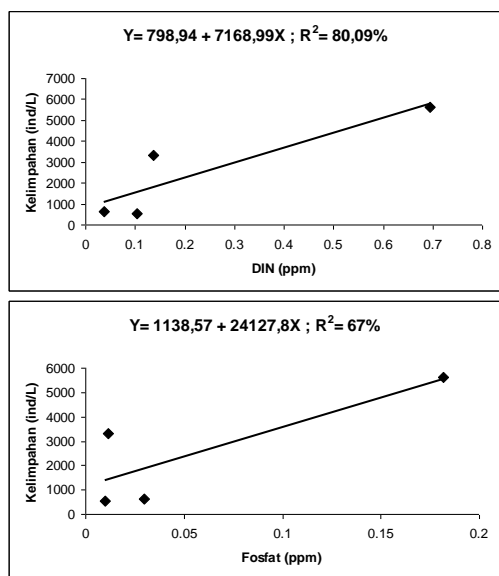 Y= 798,94 + 7168,99X ; R²= 80,09%
7000
6000
5000
4000
3000
2000
1000
0
Kelimpahan (ind/L)
0 0.1 0.2 0.3 0.4 0.5 0.6 0.7 0.8
DIN (ppm)
Y= 1138,57 + 24127,8X ; R²= 67%
6000
5000
4000
3000
2000
1000
0
Kelimpahan (ind/L)
0 0.05 0.1 0.15 0.2
Fosfat (ppm)